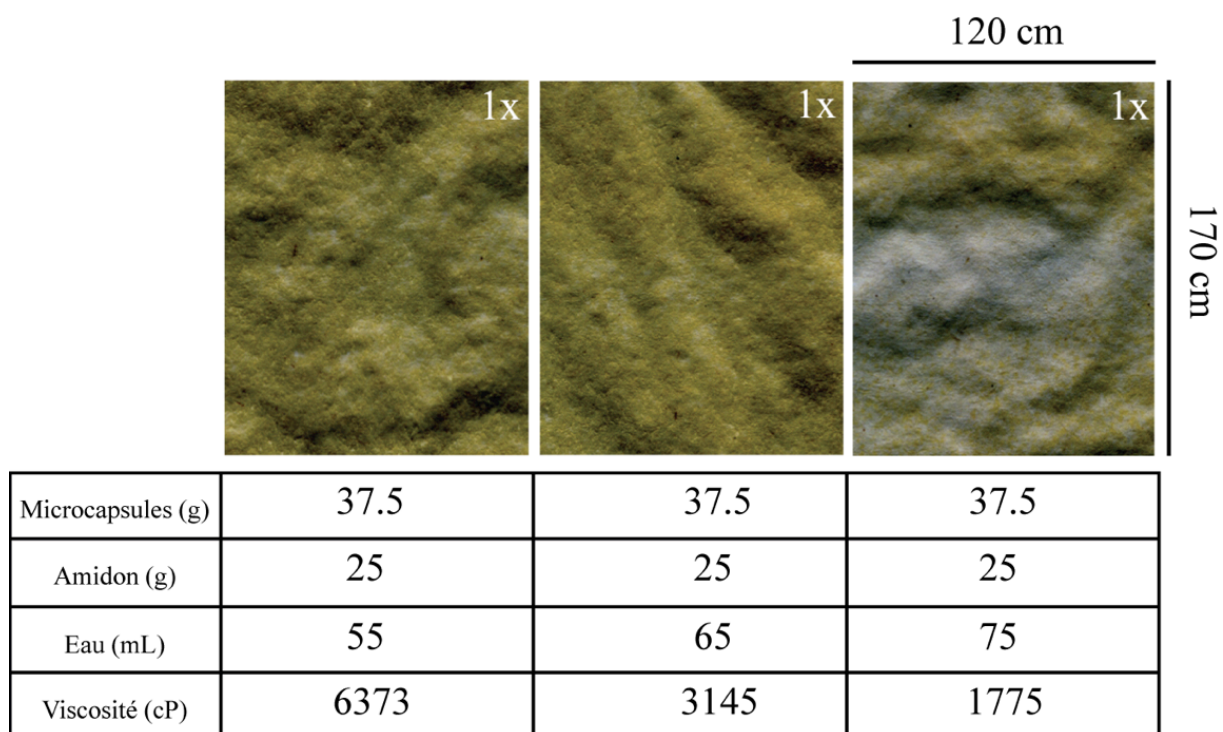 120 cm
1x 1x 1x
170 cm
Microcapsules (g) 37.5 37.5 37.5
Amidon (g) 25 25 25
Eau (mL) 55 65 75
Viscosité (cP) 6373 3145 1775